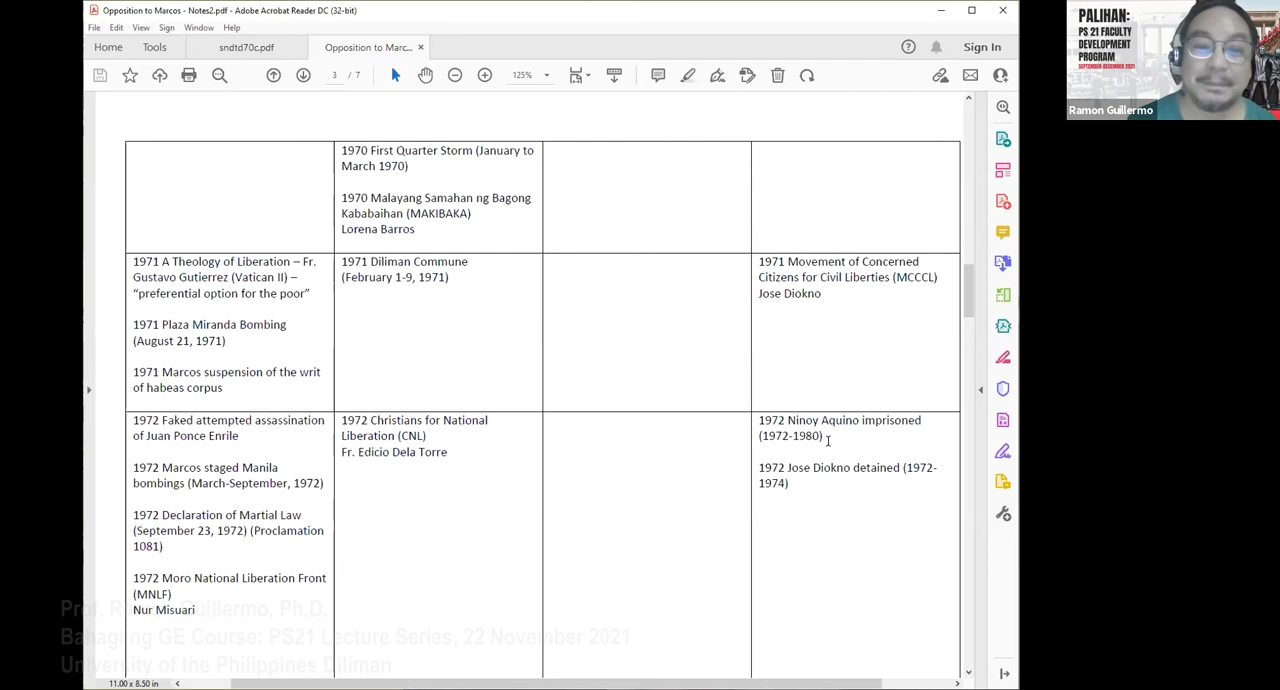 Opposition to Marcos - Notes2.pdf - Adobe Acrobat Reader DC (32-bit)
File Edit View Sign Window Help
Home Tools sndtd70c.pdf Opposition to Marc... × Sign In
3 / 7 125%
1970 First Quarter Storm (January to
March 1970)
1970 Malayang Samahan ng Bagong
Kababaihan (MAKIBAKA)
Lorena Barros
1971 A Theology of Liberation – Fr.
Gustavo Gutierrez (Vatican II) –
“preferential option for the poor”
1971 Plaza Miranda Bombing
(August 21, 1971)
1971 Marcos suspension of the writ
of habeas corpus
1971 Diliman Commune
(February 1-9, 1971)
1971 Movement of Concerned
Citizens for Civil Liberties (MCCCL)
Jose Diokno
1972 Faked attempted assassination
of Juan Ponce Enrile
1972 Marcos staged Manila
bombings (March-September, 1972)
1972 Declaration of Martial Law
(September 23, 1972) (Proclamation
1081)
1972 Moro National Liberation Front
(MNLF)
Nur Misuari
1972 Christians for National
Liberation (CNL)
Fr. Edicio Dela Torre
1972 Ninoy Aquino imprisoned
(1972-1980)
1972 Jose Diokno detained (1972-
1974)
Prof. Guillermo, Ph.D.
Bahaging GE Course: PS21 Lecture Series, 22 November 2021
University of the Philippines Diliman
11.00 x 8.50 in
PALIHAN:
PS 21 FACULTY
DEVELOPMENT
PROGRAM
SEPTEMBER-DECEMBER 2021
Ramon Guillermo